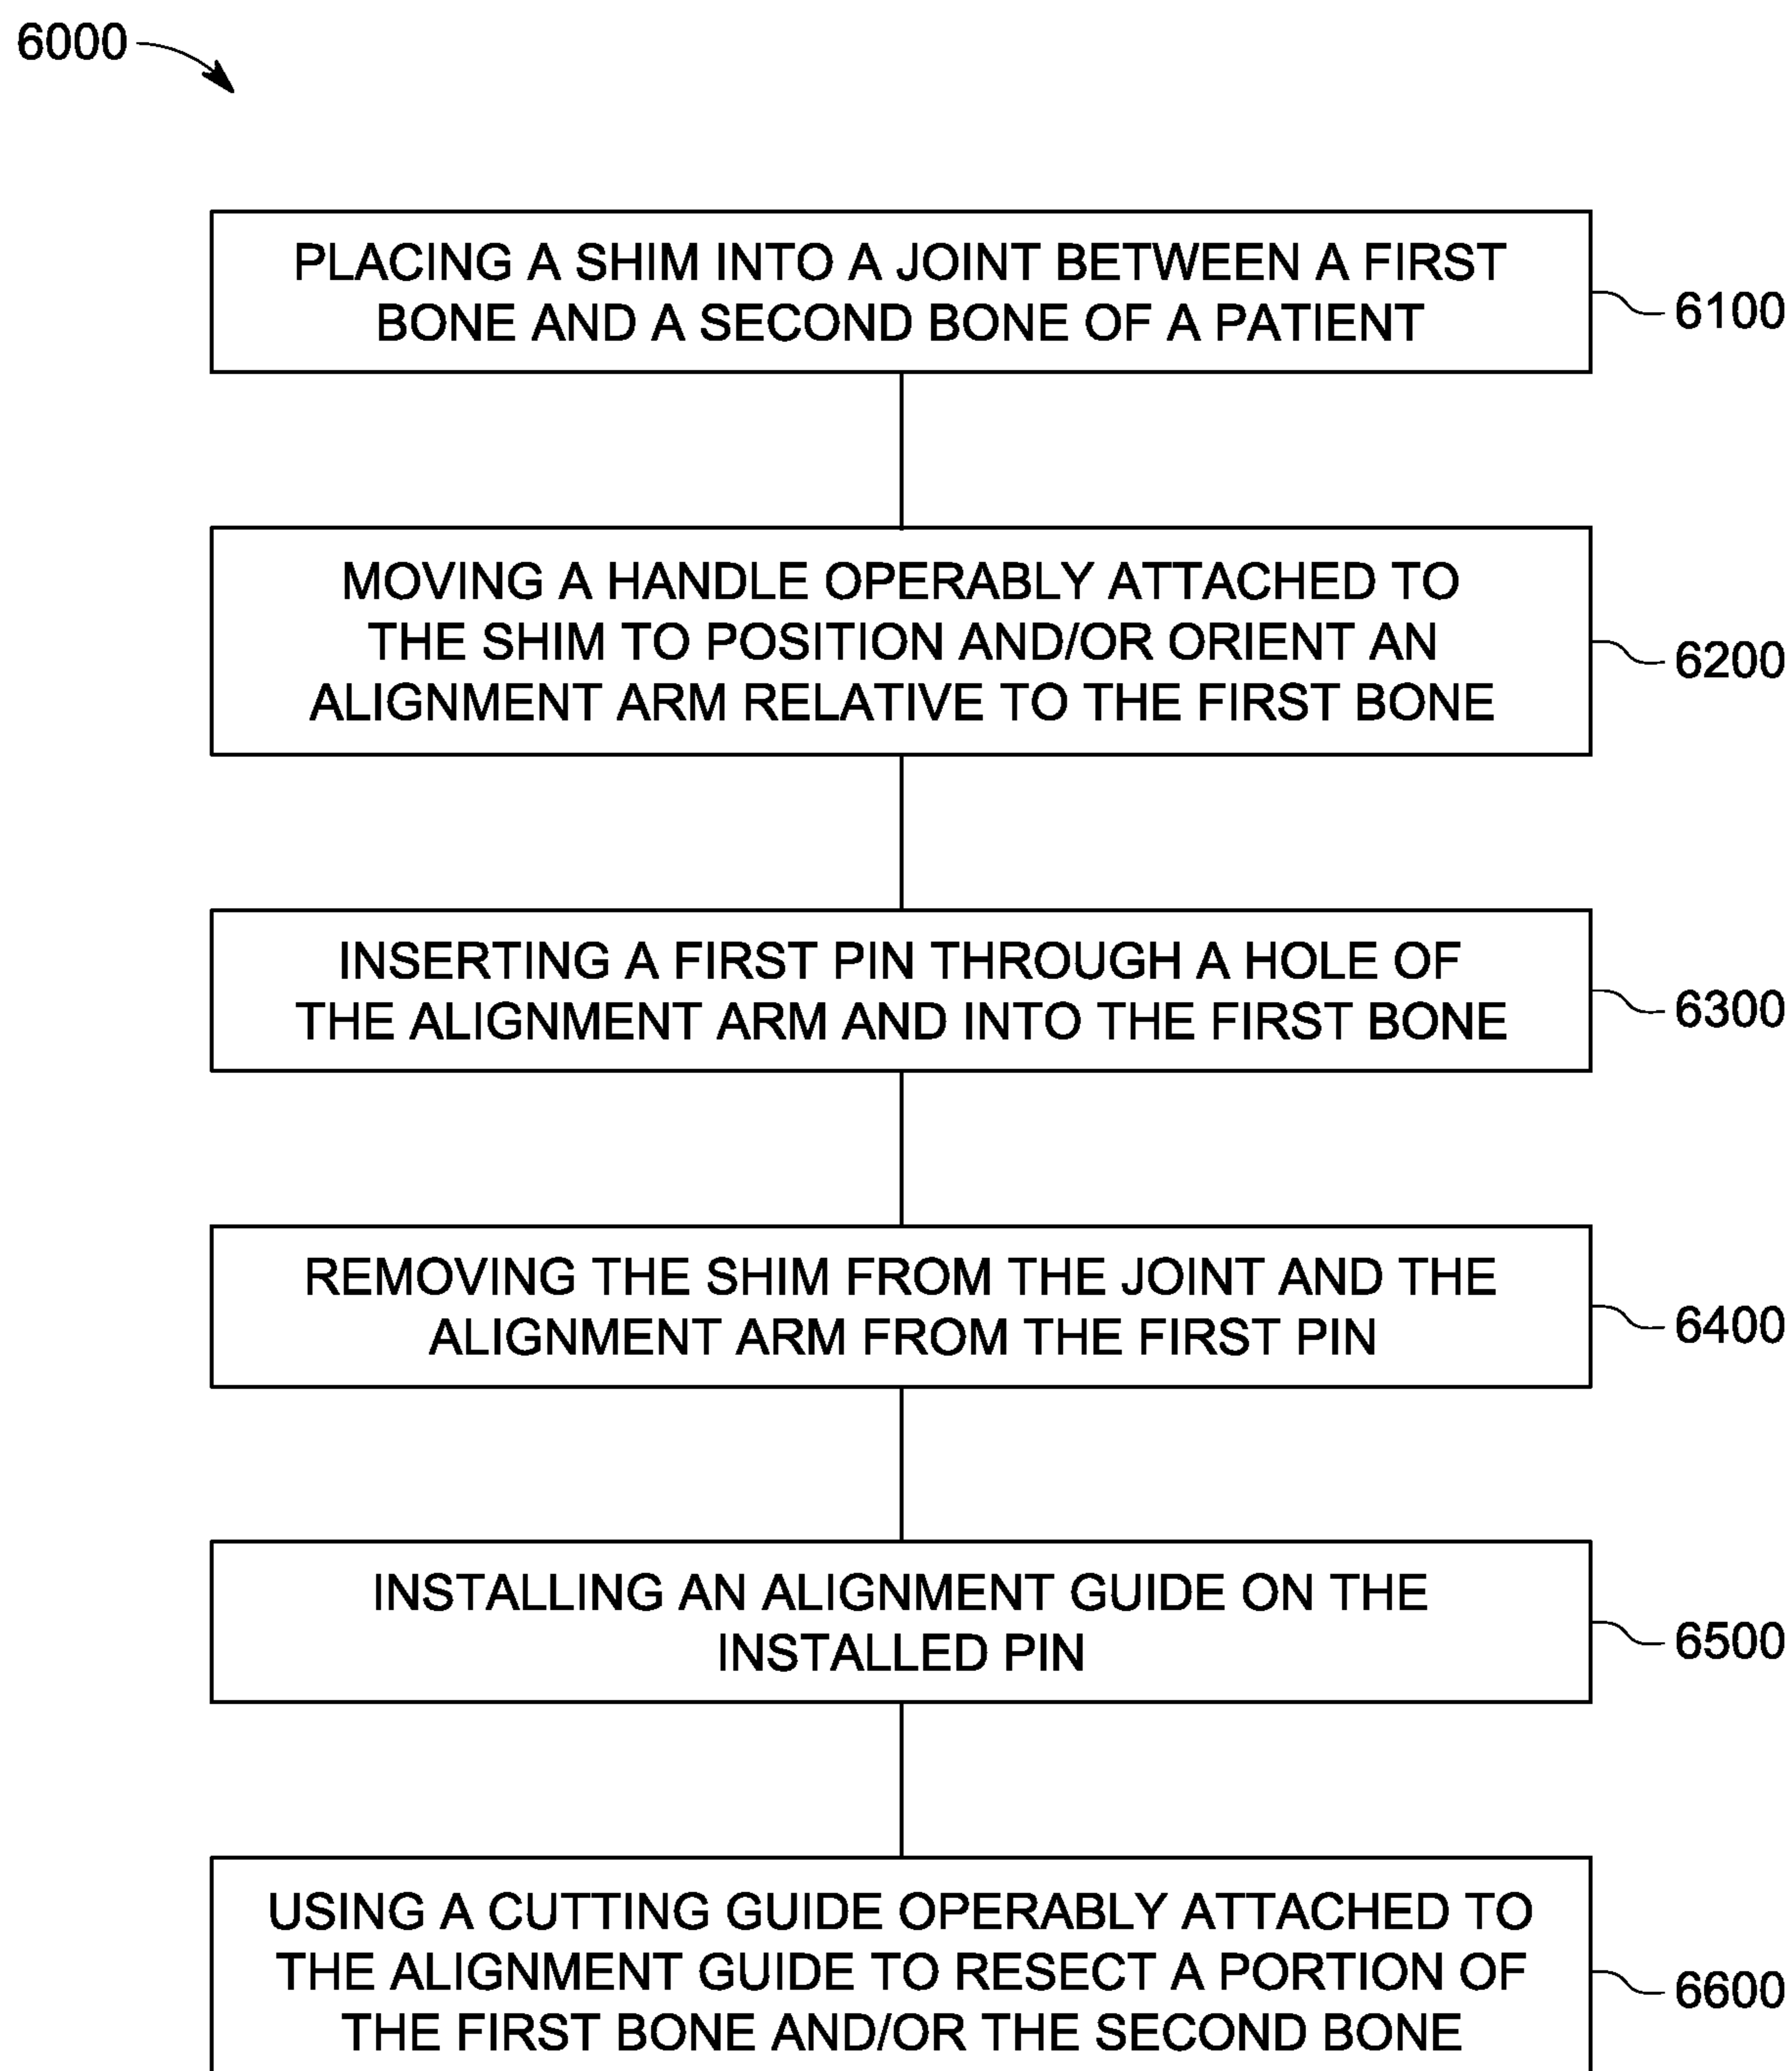 6000
PLACING A SHIM INTO A JOINT BETWEEN A FIRST
BONE AND A SECOND BONE OF A PATIENT
6100
MOVING A HANDLE OPERABLY ATTACHED TO
THE SHIM TO POSITION AND/OR ORIENT AN
ALIGNMENT ARM RELATIVE TO THE FIRST BONE
6200
INSERTING A FIRST PIN THROUGH A HOLE OF
THE ALIGNMENT ARM AND INTO THE FIRST BONE
6300
REMOVING THE SHIM FROM THE JOINT AND THE
ALIGNMENT ARM FROM THE FIRST PIN
6400
INSTALLING AN ALIGNMENT GUIDE ON THE
INSTALLED PIN
6500
USING A CUTTING GUIDE OPERABLY ATTACHED TO
THE ALIGNMENT GUIDE TO RESECT A PORTION OF
THE FIRST BONE AND/OR THE SECOND BONE
6600